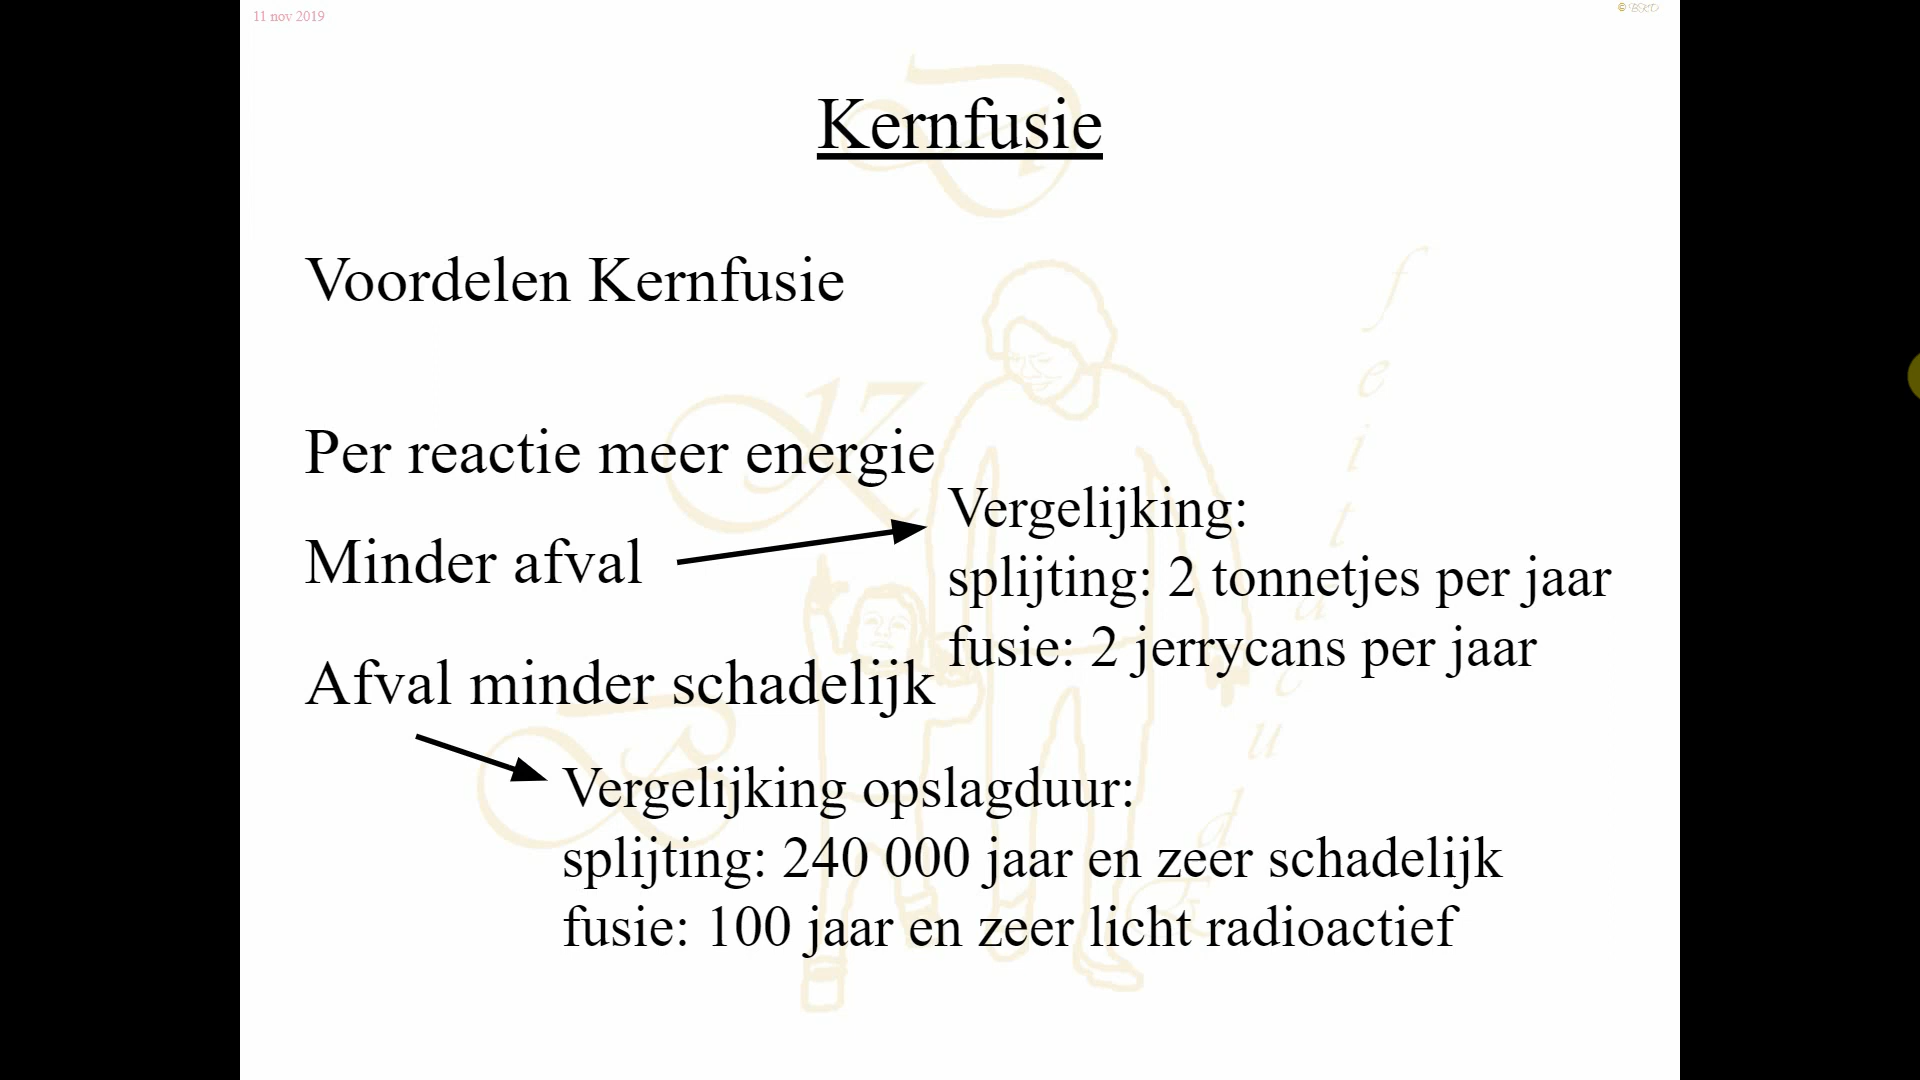 11 nov 2019
© BKD
Kernfusie
Voordelen Kernfusie
Per reactie meer energie
Minder afval
Vergelijking:
splijting: 2 tonnetjes per jaar
fusie: 2 jerrycans per jaar
Afval minder schadelijk
Vergelijking opslagduur:
splijting: 240 000 jaar en zeer schadelijk
fusie: 100 jaar en zeer licht radioactief